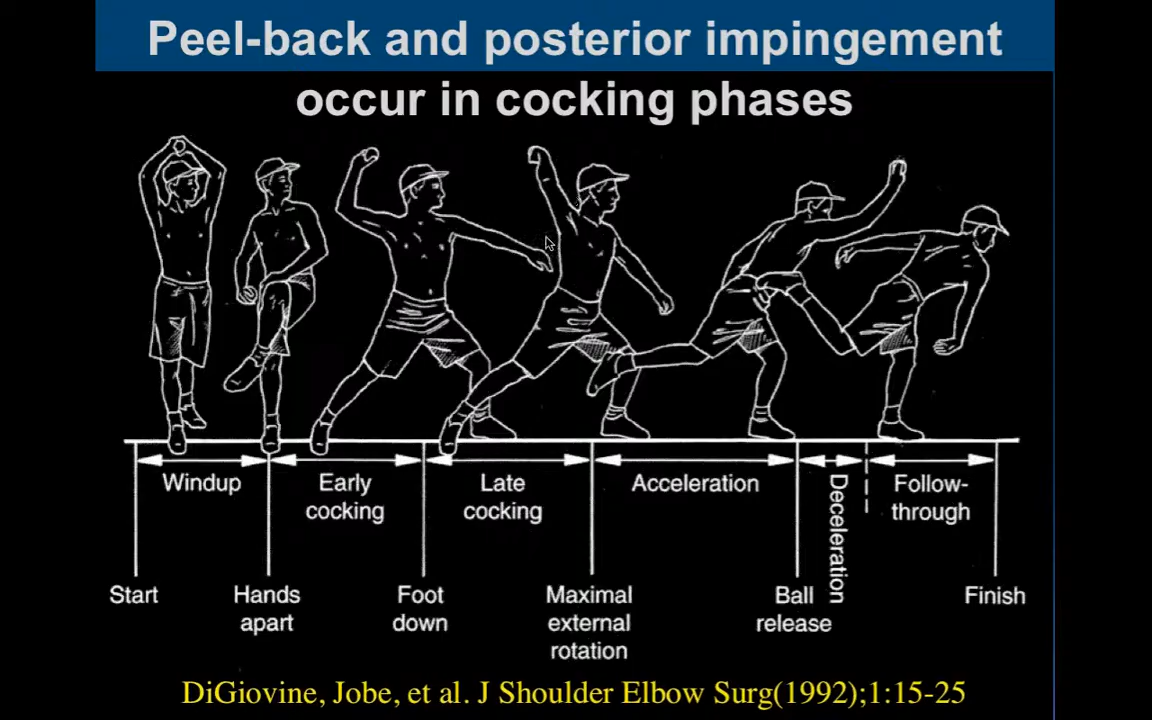 Peel-back and posterior impingement
occur in cocking phases
Windup
Early
cocking
Late
cocking
Acceleration
Deceleration
Follow-
through
Start
Hands
apart
Foot
down
Maximal
external
rotation
Ball
release
Finish
DiGiovine, Jobe, et al. J Shoulder Elbow Surg(1992);1:15-25